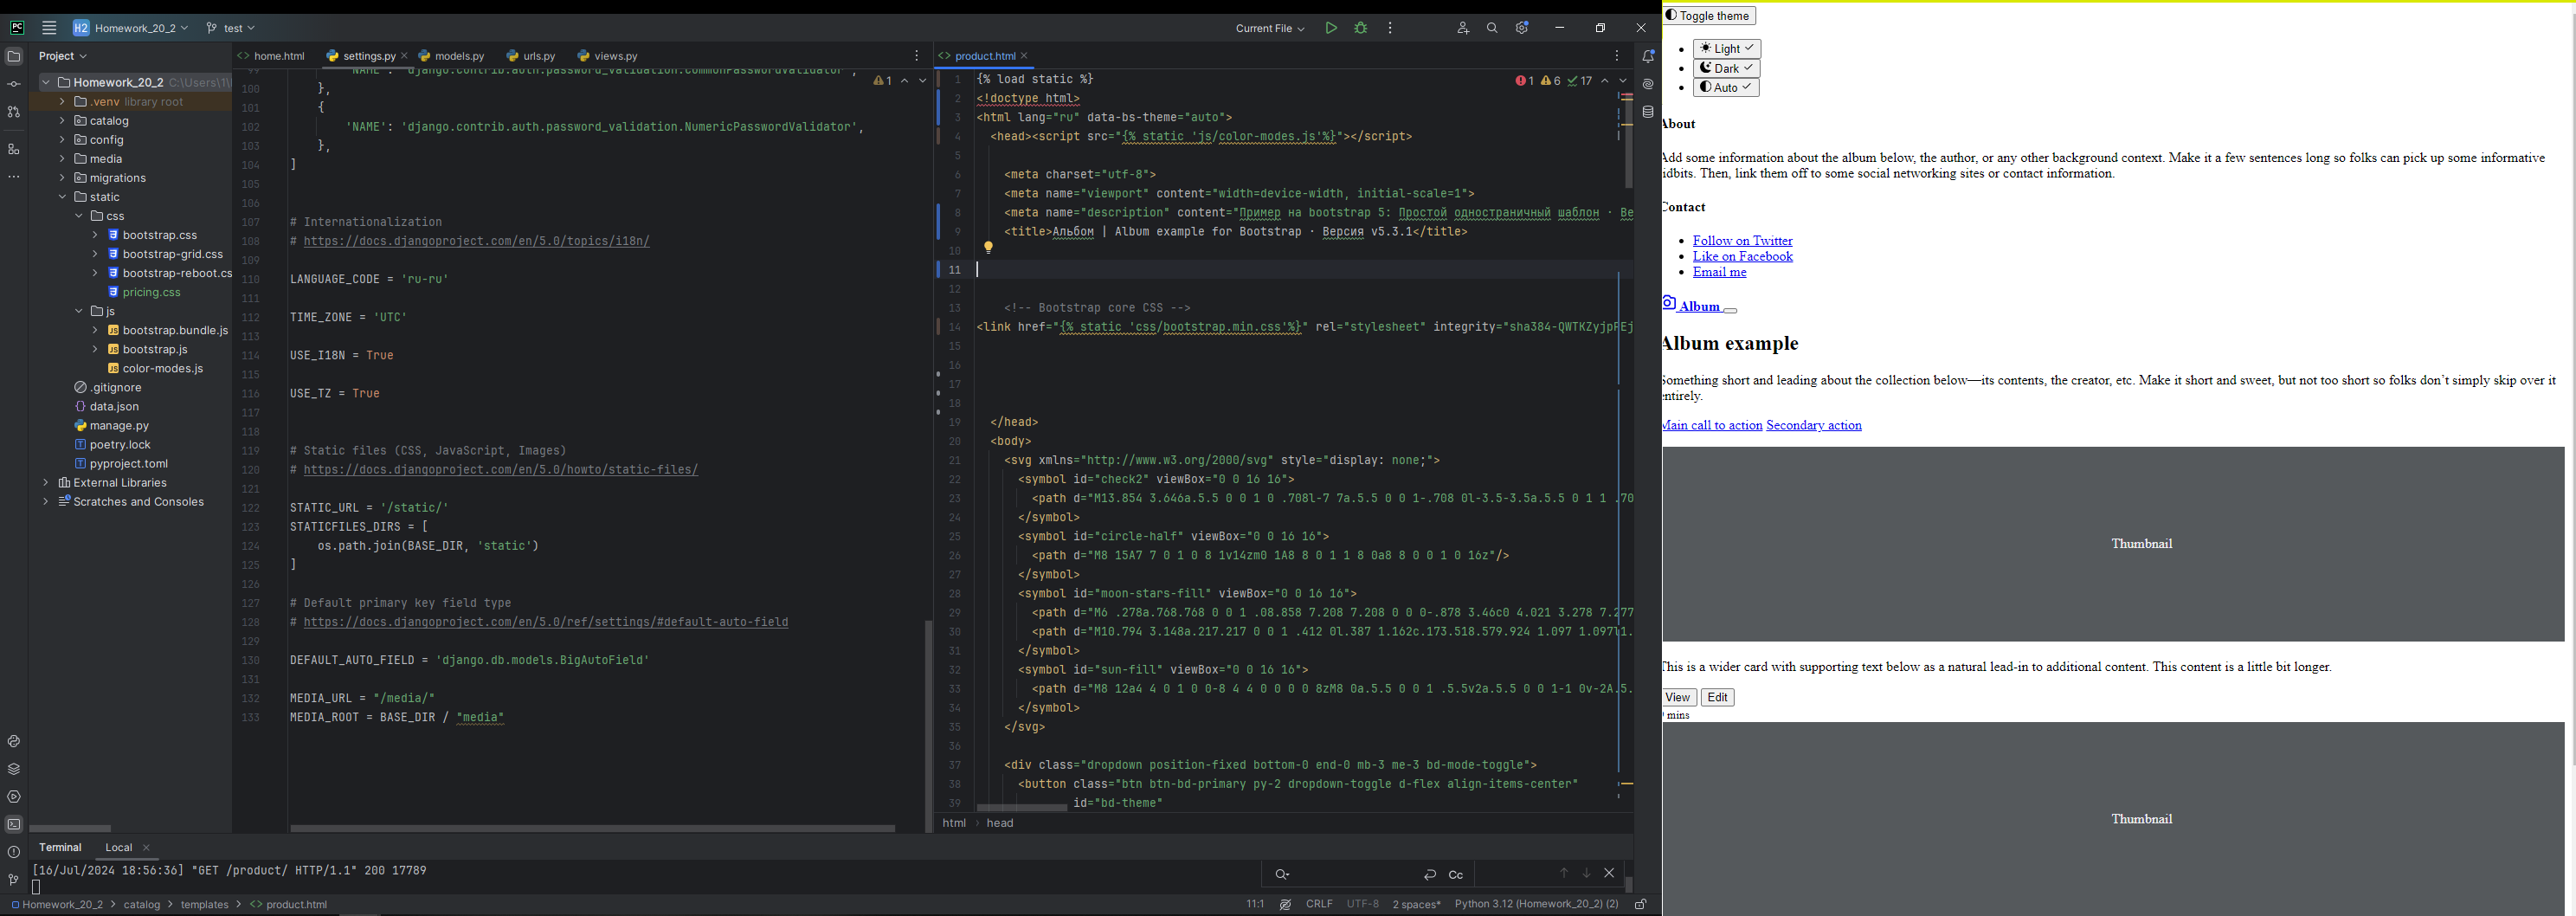 PC
H2 Homework_20_2
test
Current File
Project
Homework_20_2 C:\Users\1\
.venv library root
catalog
config
media
migrations
static
css
bootstrap.css
bootstrap-grid.css
bootstrap-reboot.cs
pricing.css
js
bootstrap.bundle.js
bootstrap.js
color-modes.js
.gitignore
data.json
manage.py
poetry.lock
pyproject.toml
External Libraries
Scratches and Consoles
home.html
settings.py
models.py
urls.py
views.py
1
99 'NAME': 'django.contrib.auth.password_validation.CommonPasswordValidator',
100 },
101 {
102 'NAME': 'django.contrib.auth.password_validation.NumericPasswordValidator',
103 },
104 ]
105
106
107 # Internationalization
108 # https://docs.djangoproject.com/en/5.0/topics/i18n/
109
110 LANGUAGE_CODE = 'ru-ru'
111
112 TIME_ZONE = 'UTC'
113
114 USE_I18N = True
115
116 USE_TZ = True
117
118
119 # Static files (CSS, JavaScript, Images)
120 # https://docs.djangoproject.com/en/5.0/howto/static-files/
121
122 STATIC_URL = '/static/'
123 STATICFILES_DIRS = [
124 os.path.join(BASE_DIR, 'static')
125 ]
126
127 # Default primary key field type
128 # https://docs.djangoproject.com/en/5.0/ref/settings/#default-auto-field
129
130 DEFAULT_AUTO_FIELD = 'django.db.models.BigAutoField'
131
132 MEDIA_URL = "/media/"
133 MEDIA_ROOT = BASE_DIR / "media"
product.html
1 6 17
1 {% load static %}
2 <!doctype html>
3 <html lang="ru" data-bs-theme="auto">
4 <head><script src="{% static 'js/color-modes.js'%}"></script>
5
6 <meta charset="utf-8">
7 <meta name="viewport" content="width=device-width, initial-scale=1">
8 <meta name="description" content="Пример на bootstrap 5: Простой одностраничный шаблон · Ве
9 <title>Альбом | Album example for Bootstrap · Версия v5.3.1</title>
10
11
12
13 <!-- Bootstrap core CSS -->
14 <link href="{% static 'css/bootstrap.min.css'%}" rel="stylesheet" integrity="sha384-QWTKZyjpPEj
15
16
17
18
19 </head>
20 <body>
21 <svg xmlns="http://www.w3.org/2000/svg" style="display: none;">
22 <symbol id="check2" viewBox="0 0 16 16">
23 <path d="M13.854 3.646a.5.5 0 0 1 0 .708l-7 7a.5.5 0 0 1-.708 0l-3.5-3.5a.5.5 0 1 1 .70
24 </symbol>
25 <symbol id="circle-half" viewBox="0 0 16 16">
26 <path d="M8 15A7 7 0 1 0 8 1v14zm0 1A8 8 0 1 1 8 0a8 8 0 0 1 0 16z"/>
27 </symbol>
28 <symbol id="moon-stars-fill" viewBox="0 0 16 16">
29 <path d="M6 .278a.768.768 0 0 1 .08.858 7.208 7.208 0 0 0-.878 3.46c0 4.021 3.278 7.277
30 <path d="M10.794 3.148a.217.217 0 0 1 .412 0l.387 1.162c.173.518.579.924 1.097 1.097l1.
31 </symbol>
32 <symbol id="sun-fill" viewBox="0 0 16 16">
33 <path d="M8 12a4 4 0 1 0 0-8 4 4 0 0 0 0 8zM8 0a.5.5 0 0 1 .5.5v2a.5.5 0 0 1-1 0v-2A.5.
34 </symbol>
35 </svg>
36
37 <div class="dropdown position-fixed bottom-0 end-0 mb-3 me-3 bd-mode-toggle">
38 <button class="btn btn-bd-primary py-2 dropdown-toggle d-flex align-items-center"
39 id="bd-theme"
html > head
Terminal
Local
[16/Jul/2024 18:56:36] "GET /product/ HTTP/1.1" 200 17789
Cc
Homework_20_2 > catalog > templates > product.html
11:1
CRLF
UTF-8
2 spaces*
Python 3.12 (Homework_20_2) (2)
Toggle theme
Light
Dark
Auto
About
Add some information about the album below, the author, or any other background context. Make it a few sentences long so folks can pick up some informative
idbits. Then, link them off to some social networking sites or contact information.
Contact
Follow on Twitter
Like on Facebook
Email me
Album
Album example
Something short and leading about the collection below—its contents, the creator, etc. Make it short and sweet, but not too short so folks don't simply skip over it
entirely.
Main call to action Secondary action
Thumbnail
This is a wider card with supporting text below as a natural lead-in to additional content. This content is a little bit longer.
View Edit
mins
Thumbnail